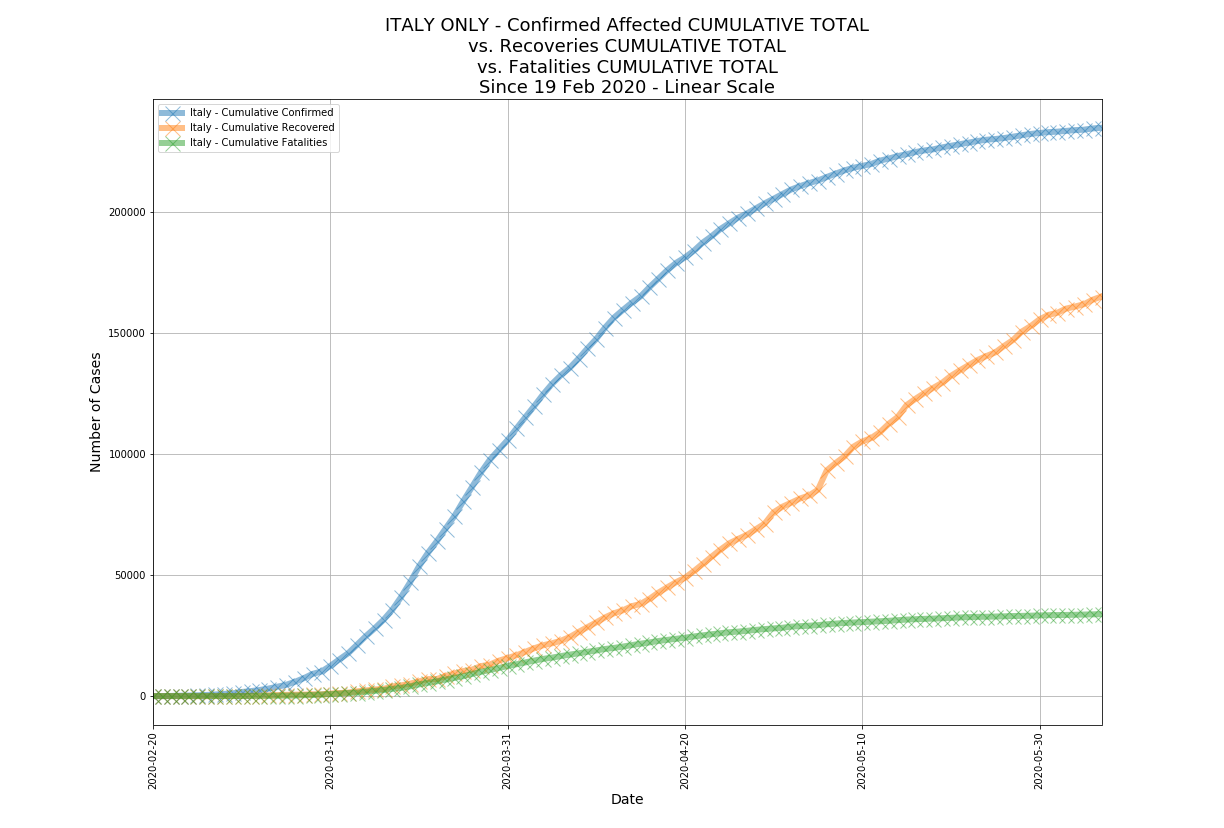 ITALY ONLY - Confirmed Affected CUMULATIVE TOTAL
vs. Recoveries CUMULATIVE TOTAL
vs. Fatalities CUMULATIVE TOTAL
Since 19 Feb 2020 - Linear Scale
Italy - Cumulative Confirmed
Italy - Cumulative Recovered
Italy - Cumulative Fatalities
Number of Cases
200000
150000
100000
50000
0
2020-02-20
2020-03-11
2020-03-31
2020-04-20
2020-05-10
2020-05-30
Date